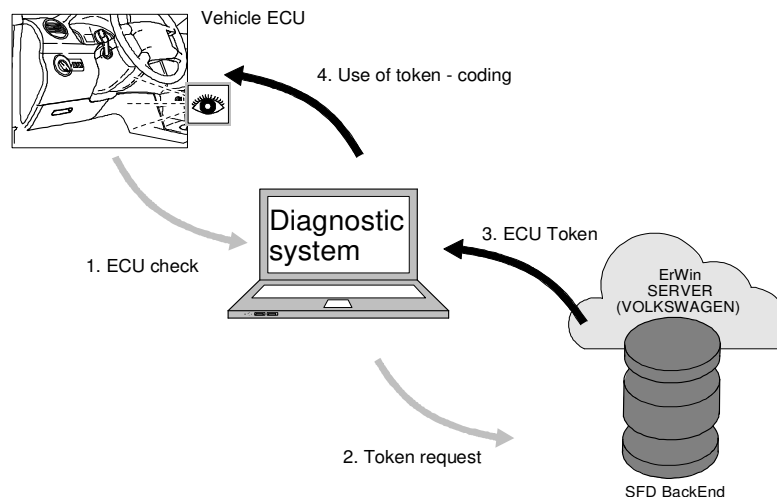 Vehicle ECU
4. Use of token - coding
Diagnostic
system
3. ECU Token
1. ECU check
ErWin
SERVER
(VOLKSWAGEN)
2. Token request
SFD BackEnd